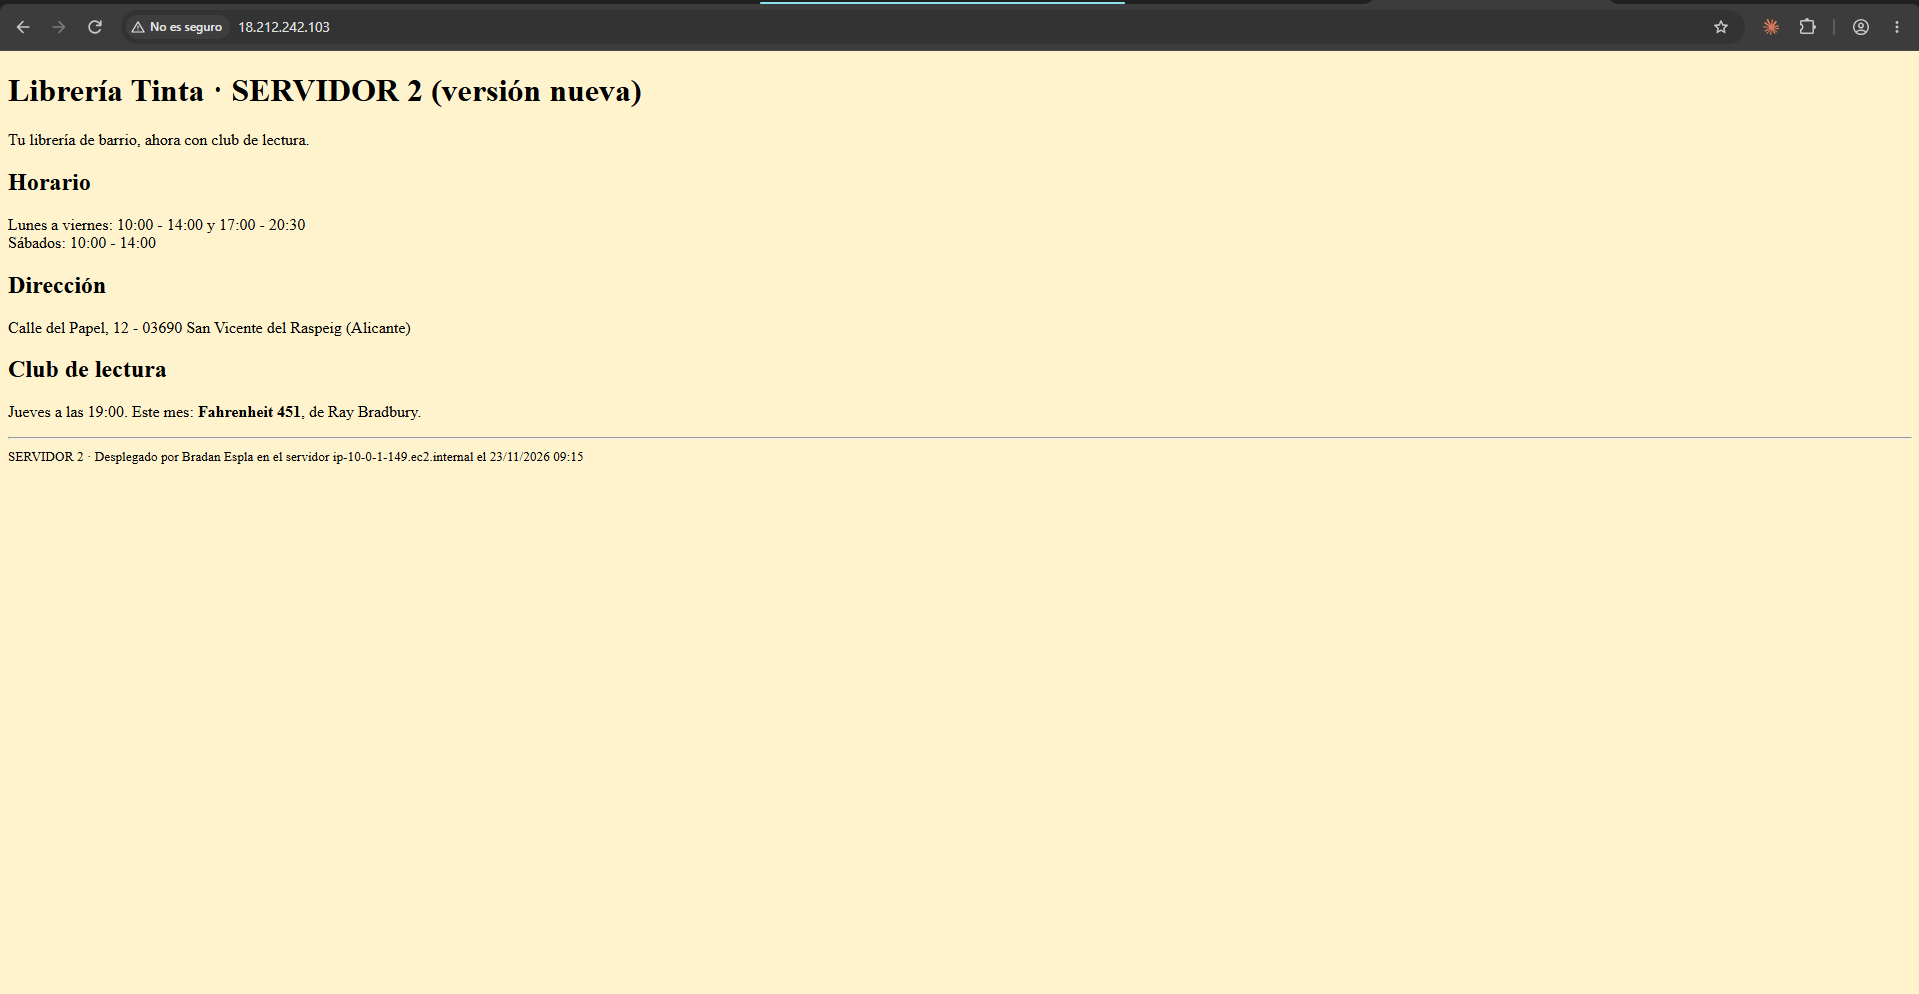 No es seguro
18.212.242.103
Librería Tinta · SERVIDOR 2 (versión nueva)
Tu librería de barrio, ahora con club de lectura.
Horario
Lunes a viernes: 10:00 - 14:00 y 17:00 - 20:30
Sábados: 10:00 - 14:00
Dirección
Calle del Papel, 12 - 03690 San Vicente del Raspeig (Alicante)
Club de lectura
Jueves a las 19:00. Este mes: Fahrenheit 451, de Ray Bradbury.
SERVIDOR 2 · Desplegado por Bradan Espla en el servidor ip-10-0-1-149.ec2.internal el 23/11/2026 09:15